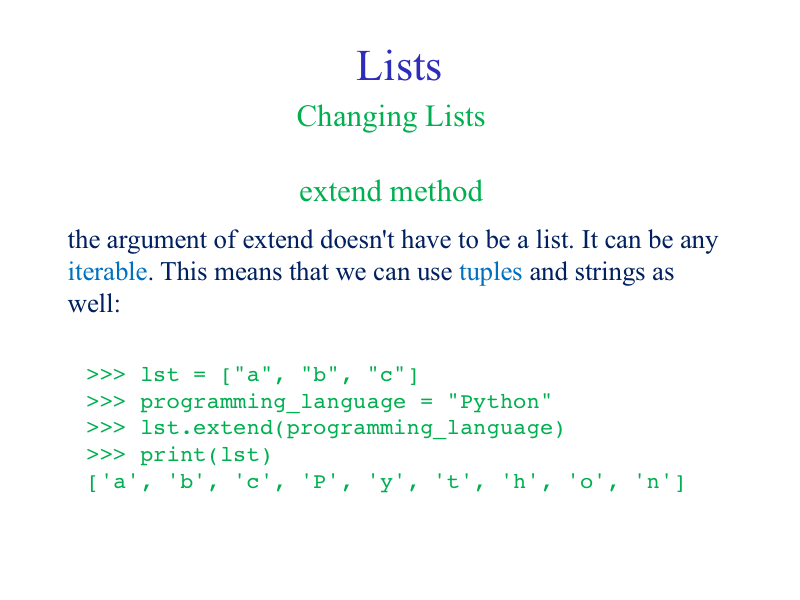 Lists
Changing Lists
extend method
the argument of extend doesn't have to be a list. It can be any
iterable. This means that we can use tuples and strings as
well:
>>> lst = ["a", "b", "c"]
>>> programming_language = "Python"
>>> lst.extend(programming_language)
>>> print(lst)
['a', 'b', 'c', 'P', 'y', 't', 'h', 'o', 'n']